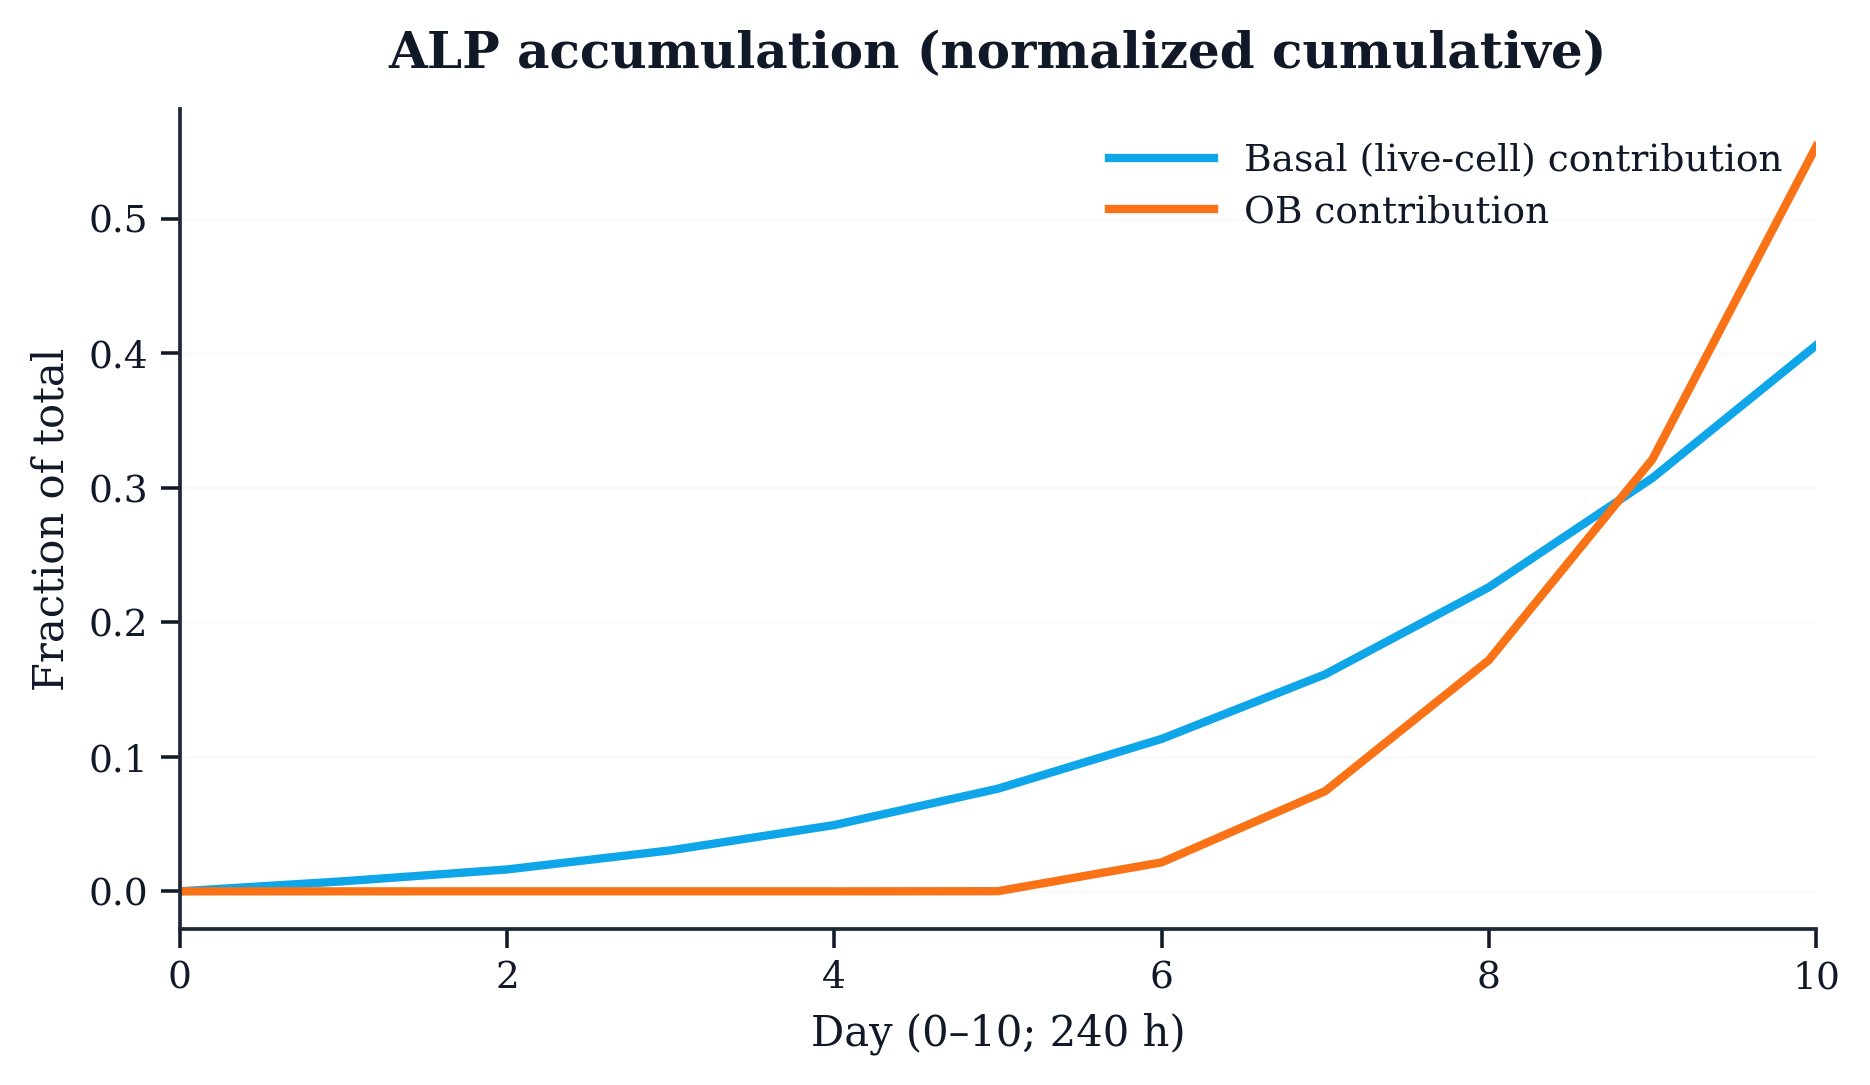 ALP accumulation (normalized cumulative)
Basal (live-cell) contribution
OB contribution
Fraction of total
0.5
0.4
0.3
0.2
0.1
0.0
0 2 4 6 8 10
Day (0–10; 240 h)